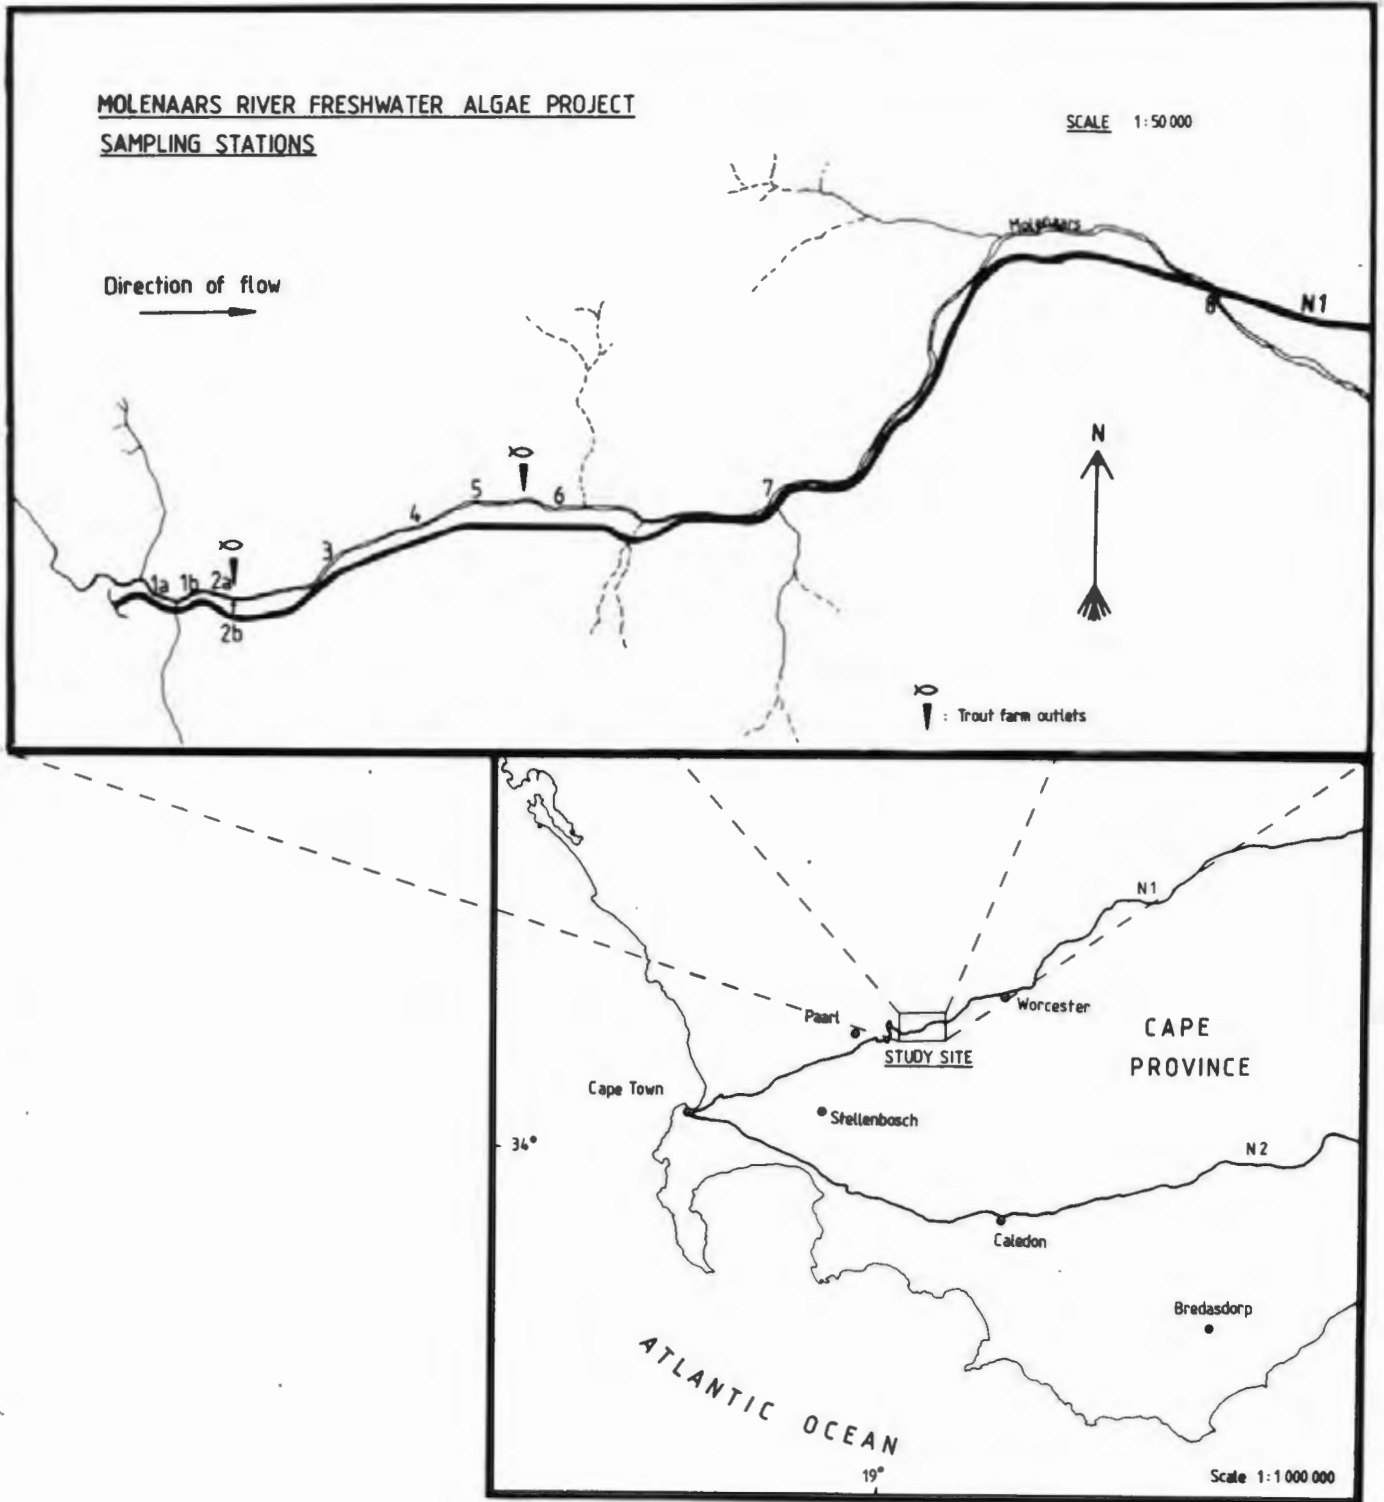 MOLENAARS RIVER FRESHWATER ALGAE PROJECT
SAMPLING STATIONS
SCALE 1:50 000
Molenaars
Direction of flow
N1
8
N
7
5
6
4
3
1a 1b 2a
2b
: Trout farm outlets
N1
Worcester
Paarl
CAPE
PROVINCE
STUDY SITE
Cape Town
Stellenbosch
34°
N2
Caledon
Bredasdorp
ATLANTIC OCEAN
19°
Scale 1:1 000 000